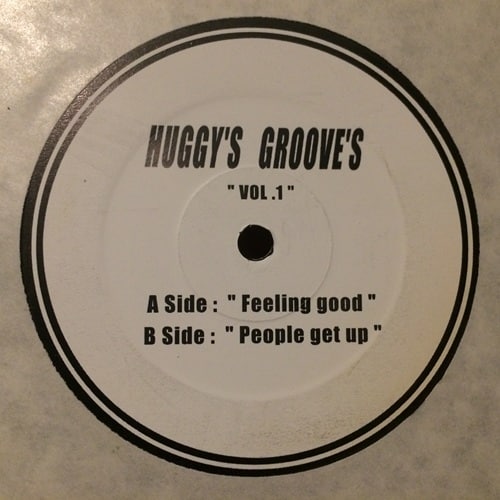 HUGGY'S GROOVE'S
" VOL .1 "
A Side : " Feeling good "
B Side : " People get up "